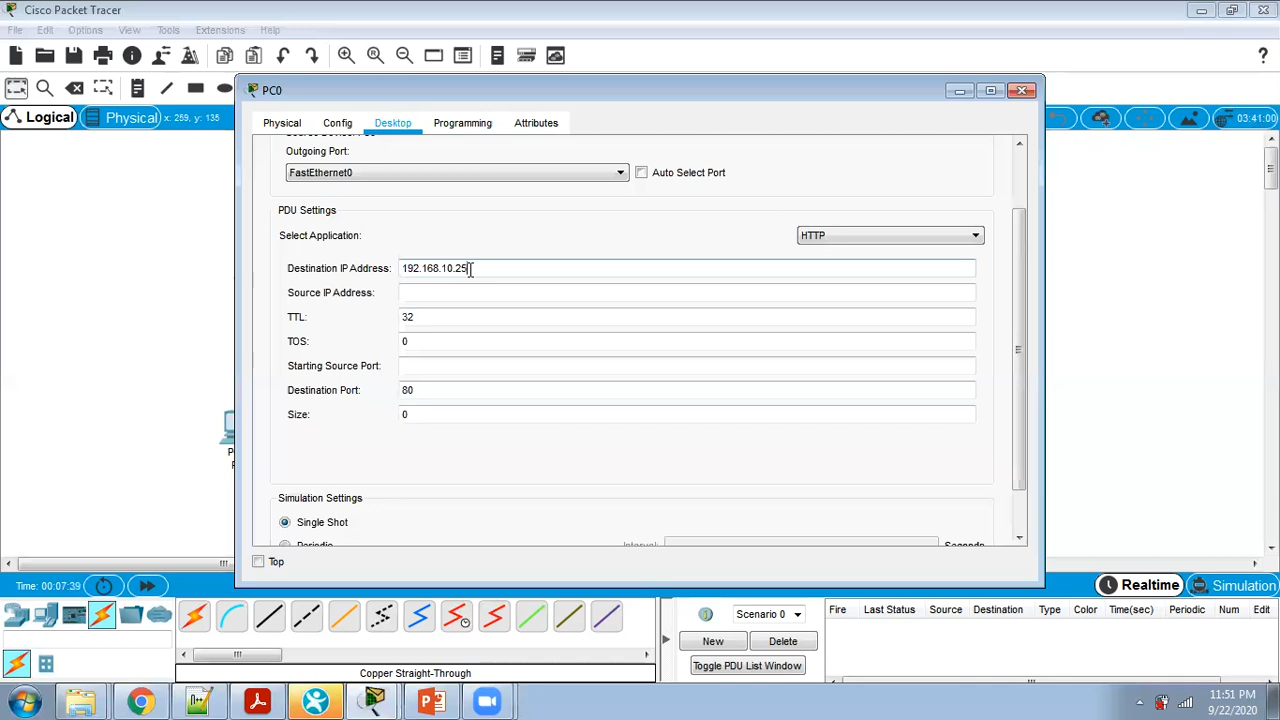 Cisco Packet Tracer
File Edit Options View Tools Extensions Help
Logical Physical x: 259, y: 135 03:41:00
PC0
Physical Config Desktop Programming Attributes
Outgoing Port:
FastEthernet0 Auto Select Port
PDU Settings
Select Application: HTTP
Destination IP Address: 192.168.10.25
Source IP Address:
TTL: 32
TOS: 0
Starting Source Port:
Destination Port: 80
Size: 0
Simulation Settings
Single Shot
Periodic Interval: Seconds
Top
Time: 00:07:39 Realtime Simulation
Scenario 0 Fire Last Status Source Destination Type Color Time(sec) Periodic Num Edit
New Delete
Toggle PDU List Window
Copper Straight-Through
11:51 PM
9/22/2020